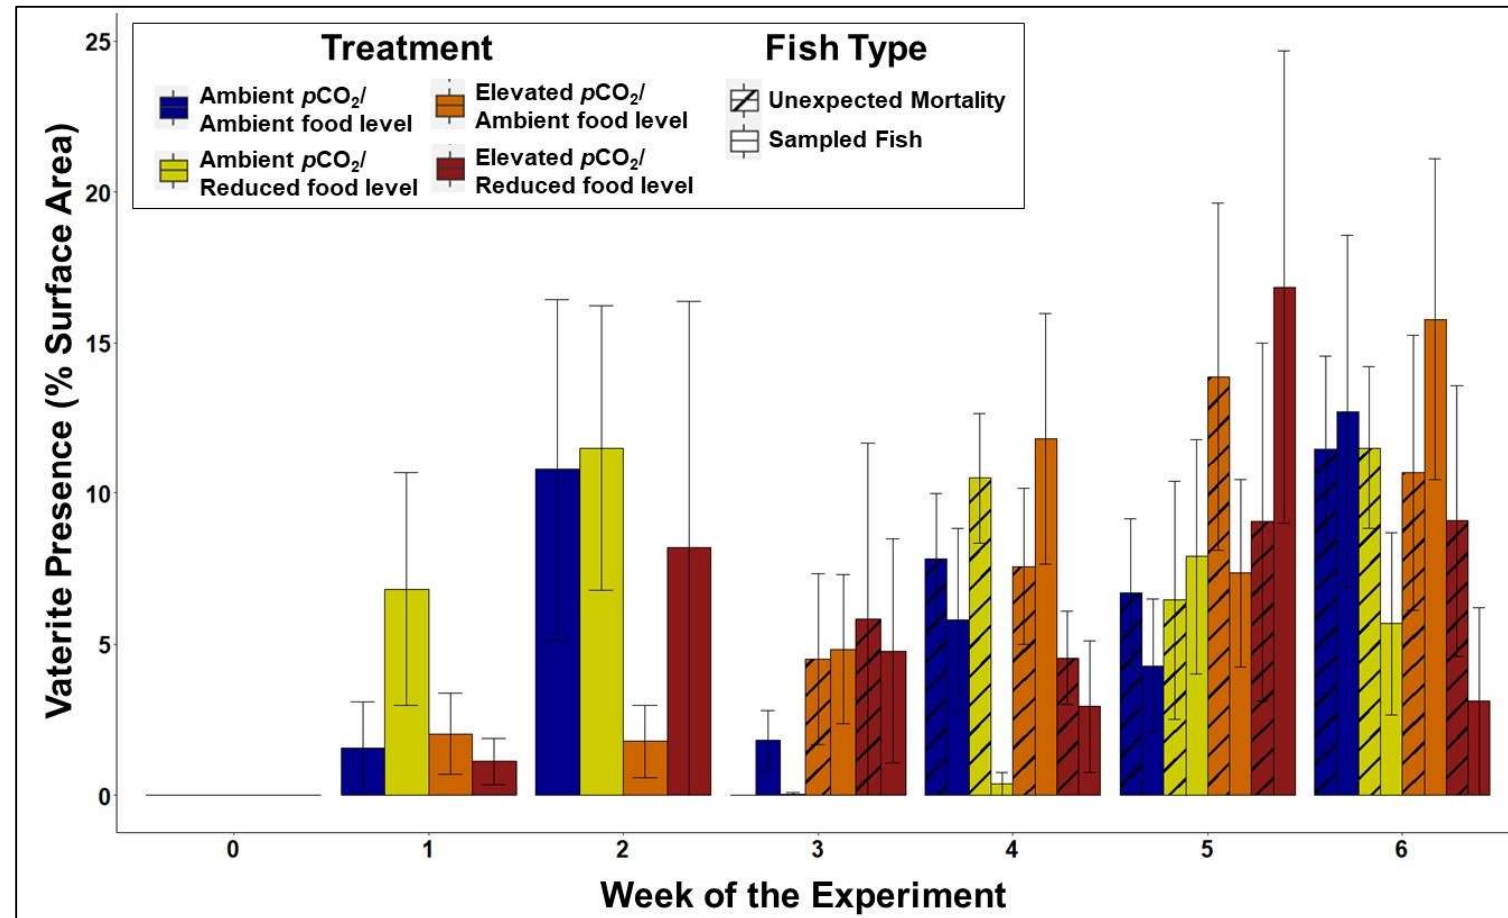 Treatment
Fish Type
Ambient pCO₂/
Ambient food level
Elevated pCO₂/
Ambient food level
Unexpected Mortality
Ambient pCO₂/
Reduced food level
Elevated pCO₂/
Reduced food level
Sampled Fish
Vaterite Presence (% Surface Area)
25
20
15
10
5
0
0 1 2 3 4 5 6
Week of the Experiment